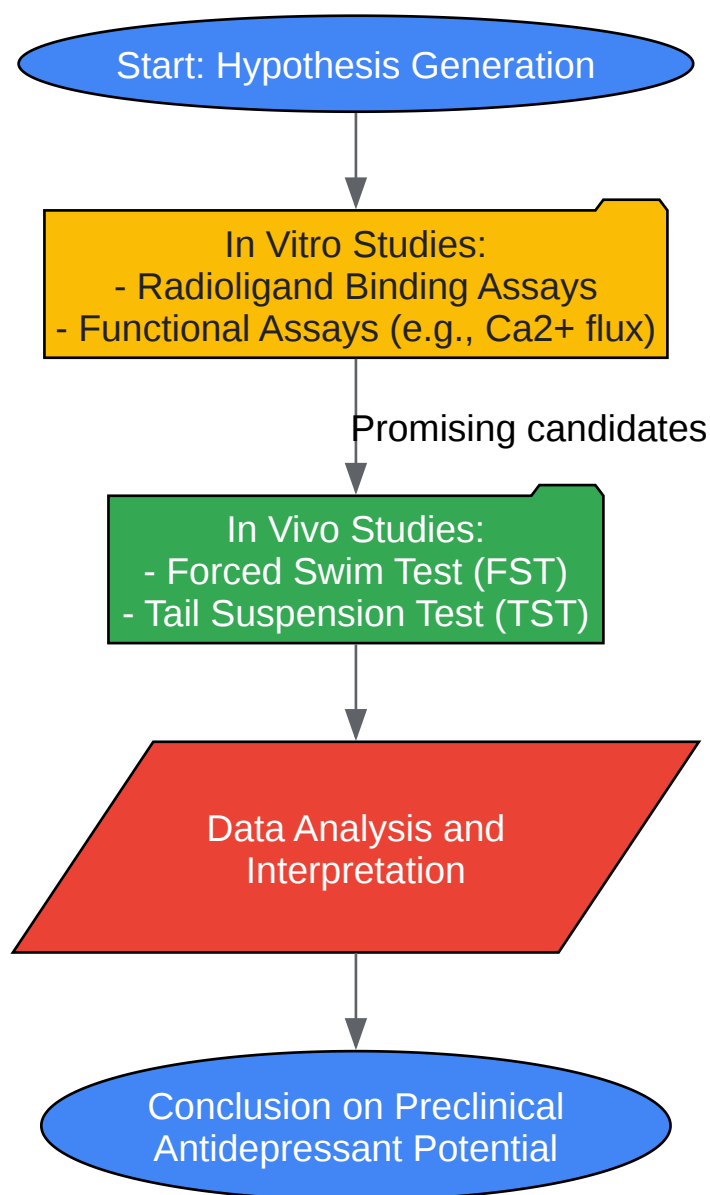 Start: Hypothesis Generation
In Vitro Studies:
- Radioligand Binding Assays
- Functional Assays (e.g., Ca2+ flux)
Promising candidates
In Vivo Studies:
- Forced Swim Test (FST)
- Tail Suspension Test (TST)
Data Analysis and
Interpretation
Conclusion on Preclinical
Antidepressant Potential